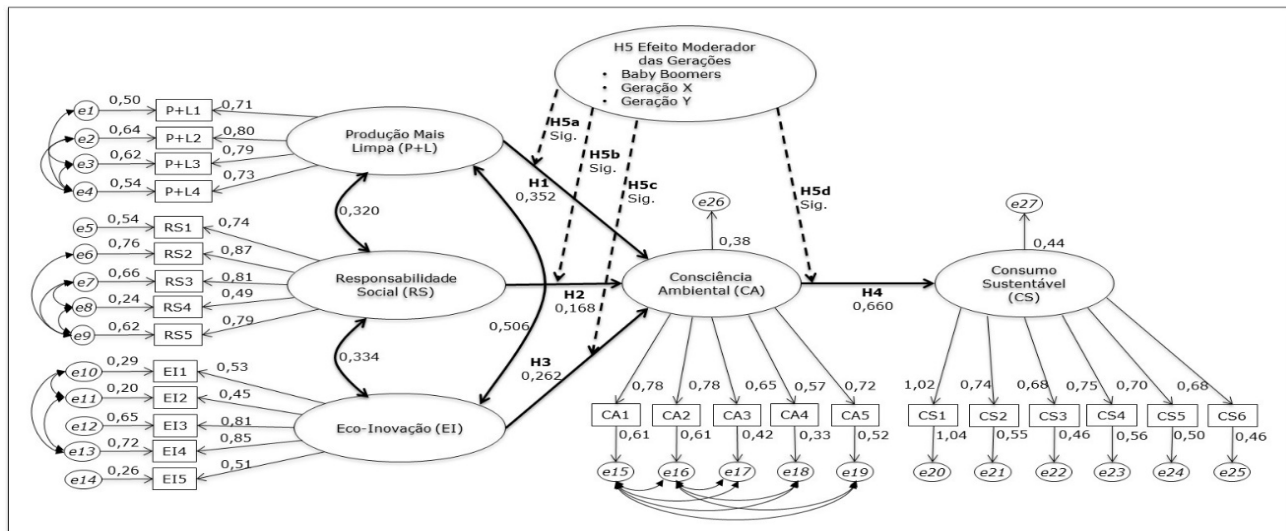 H5 Efeito Moderador
das Gerações
• Baby Boomers
• Geração X
• Geração Y
e1 0,50 P+L1 0,71
e2 0,64 P+L2 0,80
e3 0,62 P+L3 0,79
e4 0,54 P+L4 0,73
Produção Mais
Limpa (P+L)
H5a
Sig.
H5b
Sig.
H5c
Sig.
H5d
Sig.
H1
0,352
0,320
e5 0,54 RS1 0,74
e6 0,76 RS2 0,87
e7 0,66 RS3 0,81
e8 0,24 RS4 0,49
e9 0,62 RS5 0,79
Responsabilidade
Social (RS)
H2
0,168
0,506
e26
0,38
Consciência
Ambiental (CA)
H4
0,660
e27
0,44
Consumo
Sustentável
(CS)
0,334
H3
0,262
e10 0,29 EI1 0,53
e11 0,20 EI2 0,45
e12 0,65 EI3 0,81
e13 0,72 EI4 0,85
e14 0,26 EI5 0,51
Eco-Inovação (EI)
0,78 0,78 0,65 0,57 0,72
CA1 CA2 CA3 CA4 CA5
0,61 0,61 0,42 0,33 0,52
e15 e16 e17 e18 e19
1,02 0,74 0,68 0,75 0,70 0,68
CS1 CS2 CS3 CS4 CS5 CS6
1,04 0,55 0,46 0,56 0,50 0,46
e20 e21 e22 e23 e24 e25